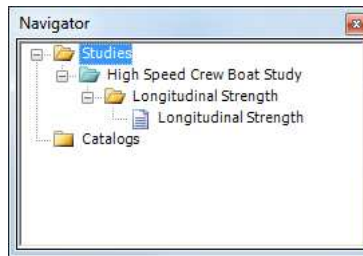 Navigator
Studies
High Speed Crew Boat Study
Longitudinal Strength
Longitudinal Strength
Catalogs